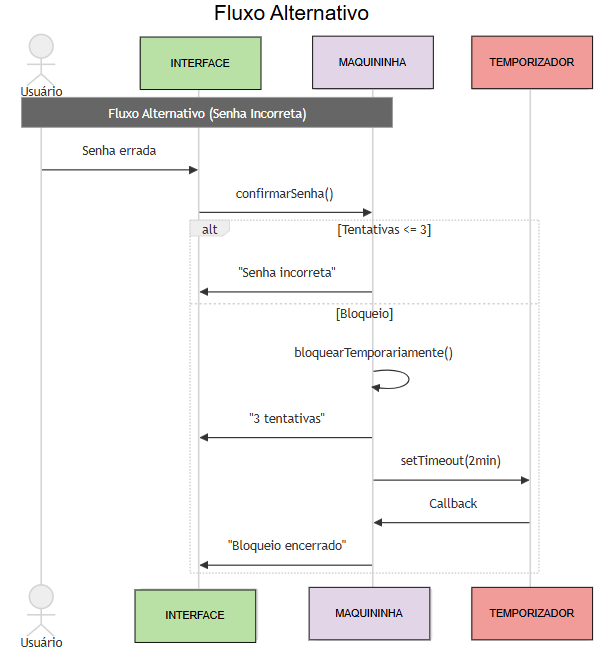 Fluxo Alternativo
Usuário
INTERFACE
MAQUININHA
TEMPORIZADOR
Fluxo Alternativo (Senha Incorreta)
Senha errada
confirmarSenha()
alt
[Tentativas <= 3]
"Senha incorreta"
[Bloqueio]
bloquearTemporariamente()
"3 tentativas"
setTimeout(2min)
Callback
"Bloqueio encerrado"
Usuário
INTERFACE
MAQUININHA
TEMPORIZADOR